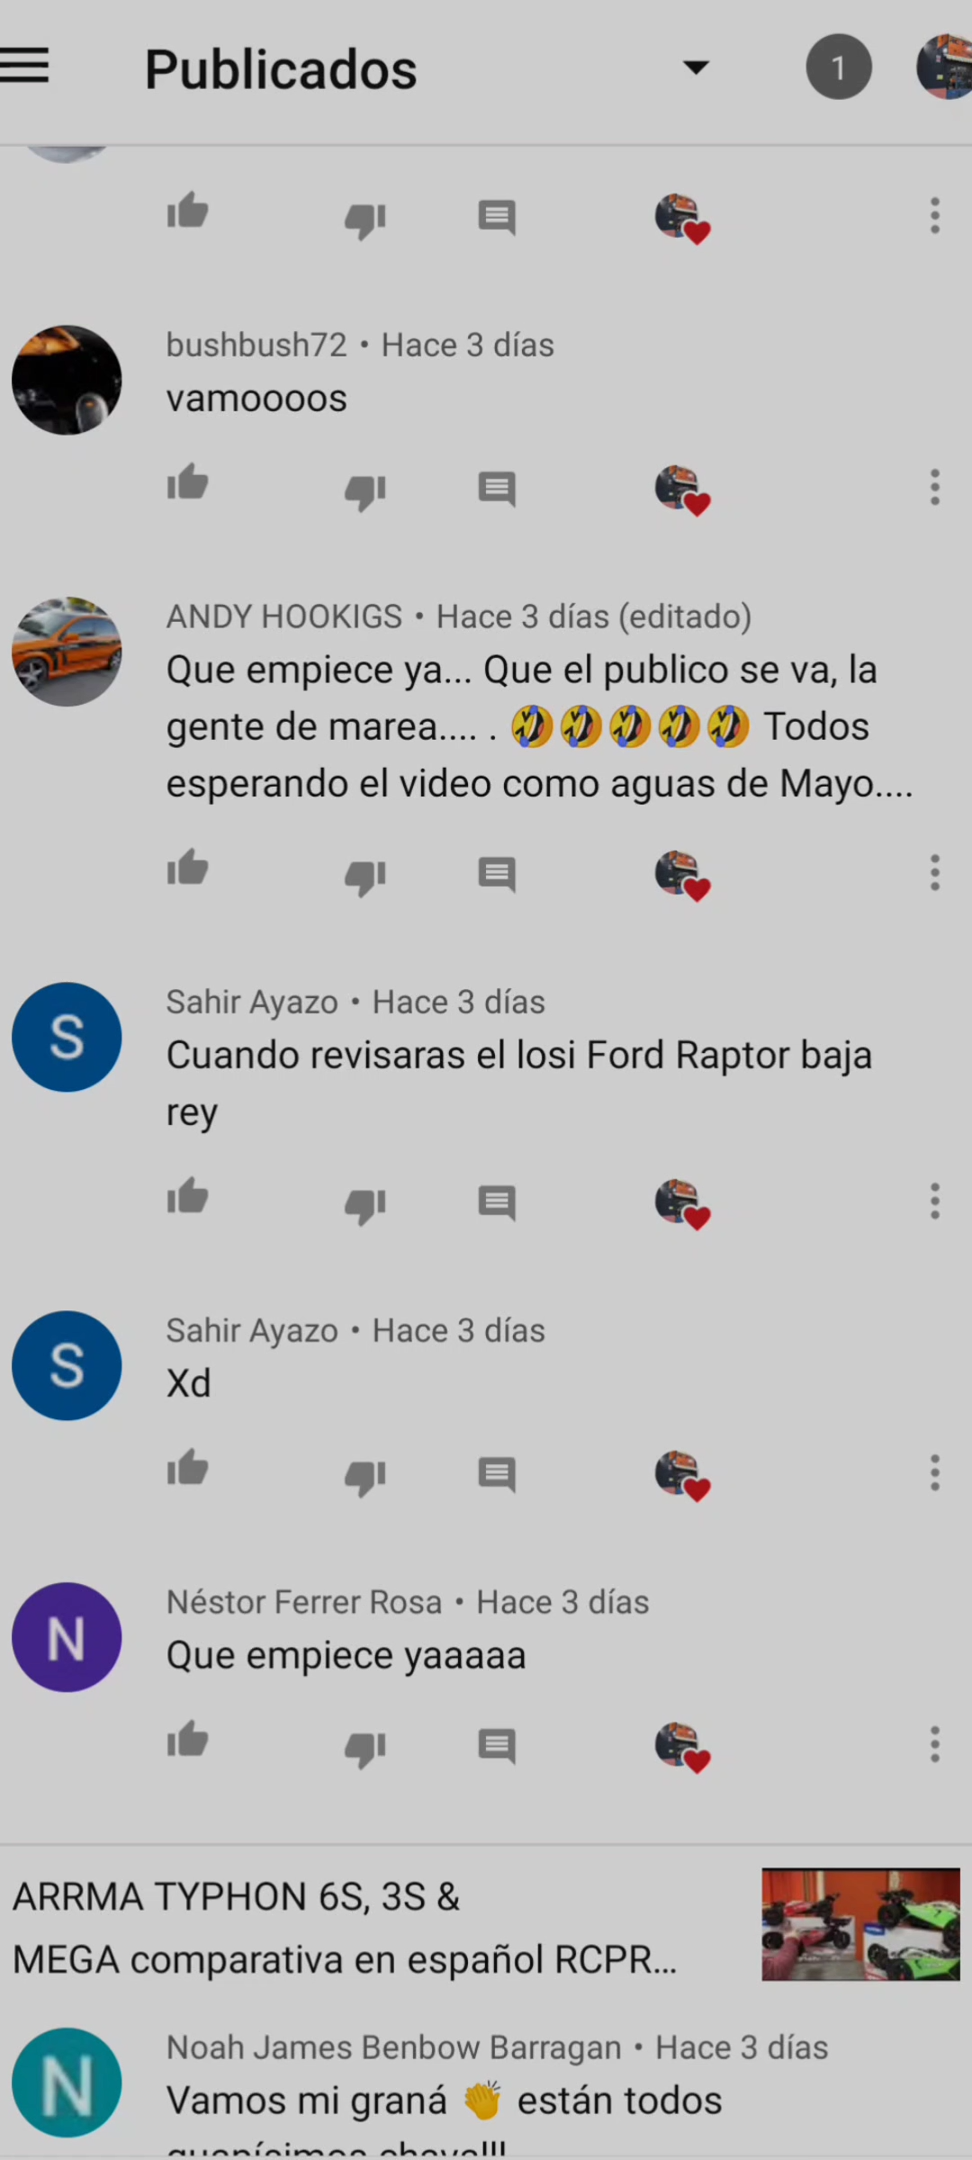 Publicados
1
bushbush72 • Hace 3 días
vamoooos
ANDY HOOKIGS • Hace 3 días (editado)
Que empiece ya... Que el publico se va, la
gente de marea.... . 🤣🤣🤣🤣🤣 Todos
esperando el video como aguas de Mayo....
S
Sahir Ayazo • Hace 3 días
Cuando revisaras el losi Ford Raptor baja
rey
S
Sahir Ayazo • Hace 3 días
Xd
N
Néstor Ferrer Rosa • Hace 3 días
Que empiece yaaaaa
ARRMA TYPHON 6S, 3S &
MEGA comparativa en español RCPR...
N
Noah James Benbow Barragan • Hace 3 días
Vamos mi graná 👏 están todos